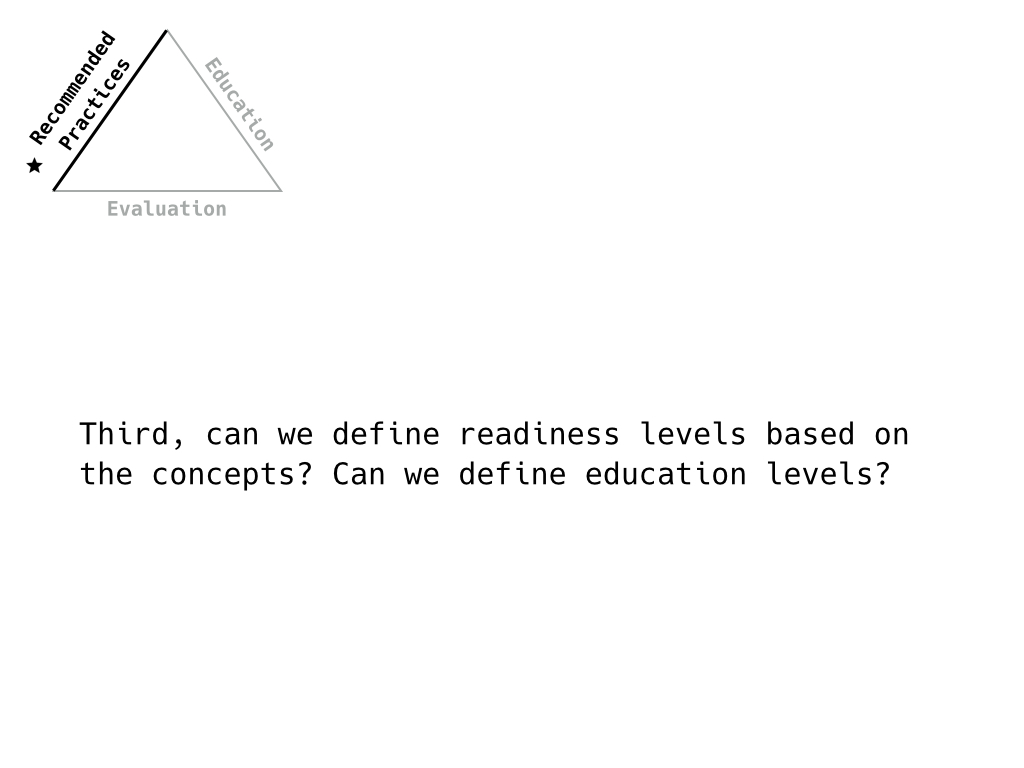 Recommended
Practices
Education
Evaluation
Third, can we define readiness levels based on
the concepts? Can we define education levels?